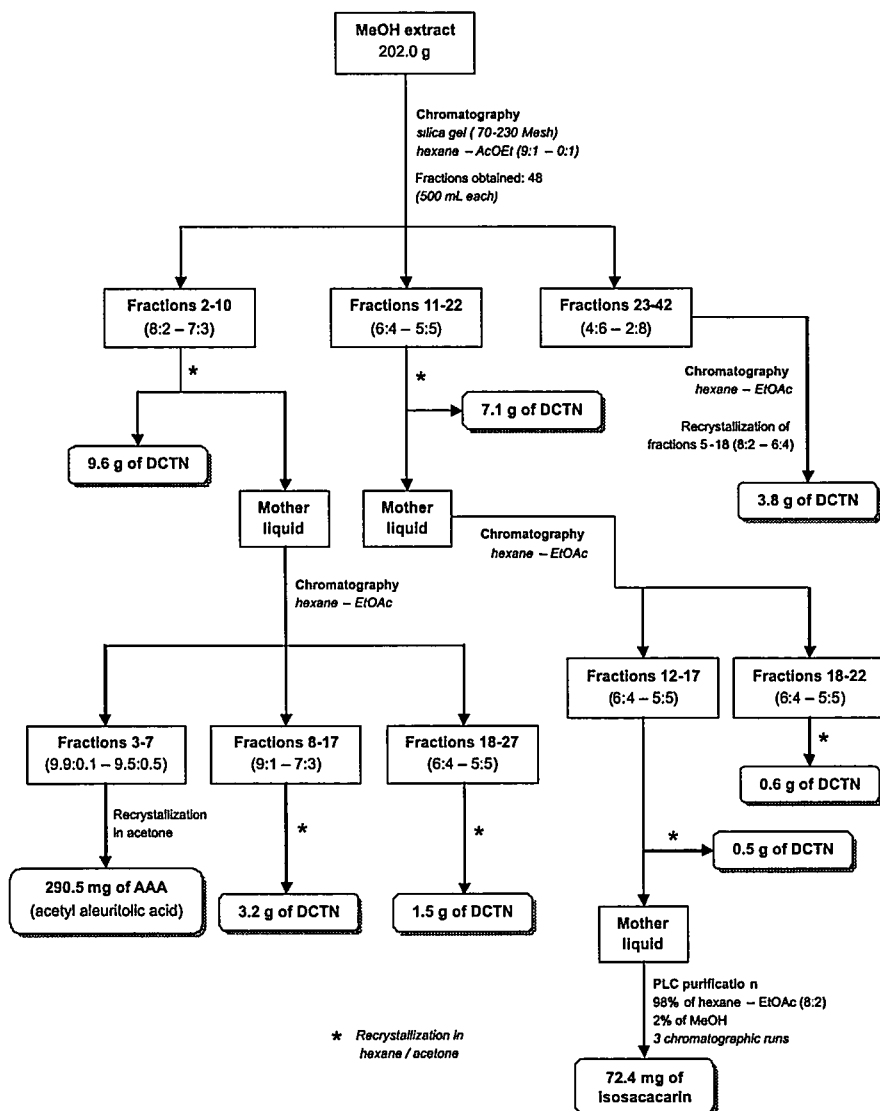 MeOH extract
202.0 g
Chromatography
silica gel ( 70-230 Mesh)
hexane – AcOEt (9:1 – 0:1)
Fractions obtained: 48
(500 mL each)
Fractions 2-10
(8:2 – 7:3)
Fractions 11-22
(6:4 – 5:5)
Fractions 23-42
(4:6 – 2:8)
*
*
Chromatography
hexane – EtOAc
Recrystallization of
fractions 5-18 (8:2 – 6:4)
9.6 g of DCTN
7.1 g of DCTN
3.8 g of DCTN
Mother
liquid
Mother
liquid
Chromatography
hexane – EtOAc
Chromatography
hexane – EtOAc
Fractions 3-7
(9.9:0.1 – 9.5:0.5)
Fractions 8-17
(9:1 – 7:3)
Fractions 18-27
(6:4 – 5:5)
Fractions 12-17
(6:4 – 5:5)
Fractions 18-22
(6:4 – 5:5)
Recrystallization
in acetone
*
*
*
0.6 g of DCTN
290.5 mg of AAA
(acetyl aleuritolic acid)
3.2 g of DCTN
1.5 g of DCTN
*
0.5 g of DCTN
Mother
liquid
PLC purificatio n
98% of hexane – EtOAc (8:2)
2% of MeOH
3 chromatographic runs
72.4 mg of
isosacacarin
* Recrystallization in
hexane / acetone